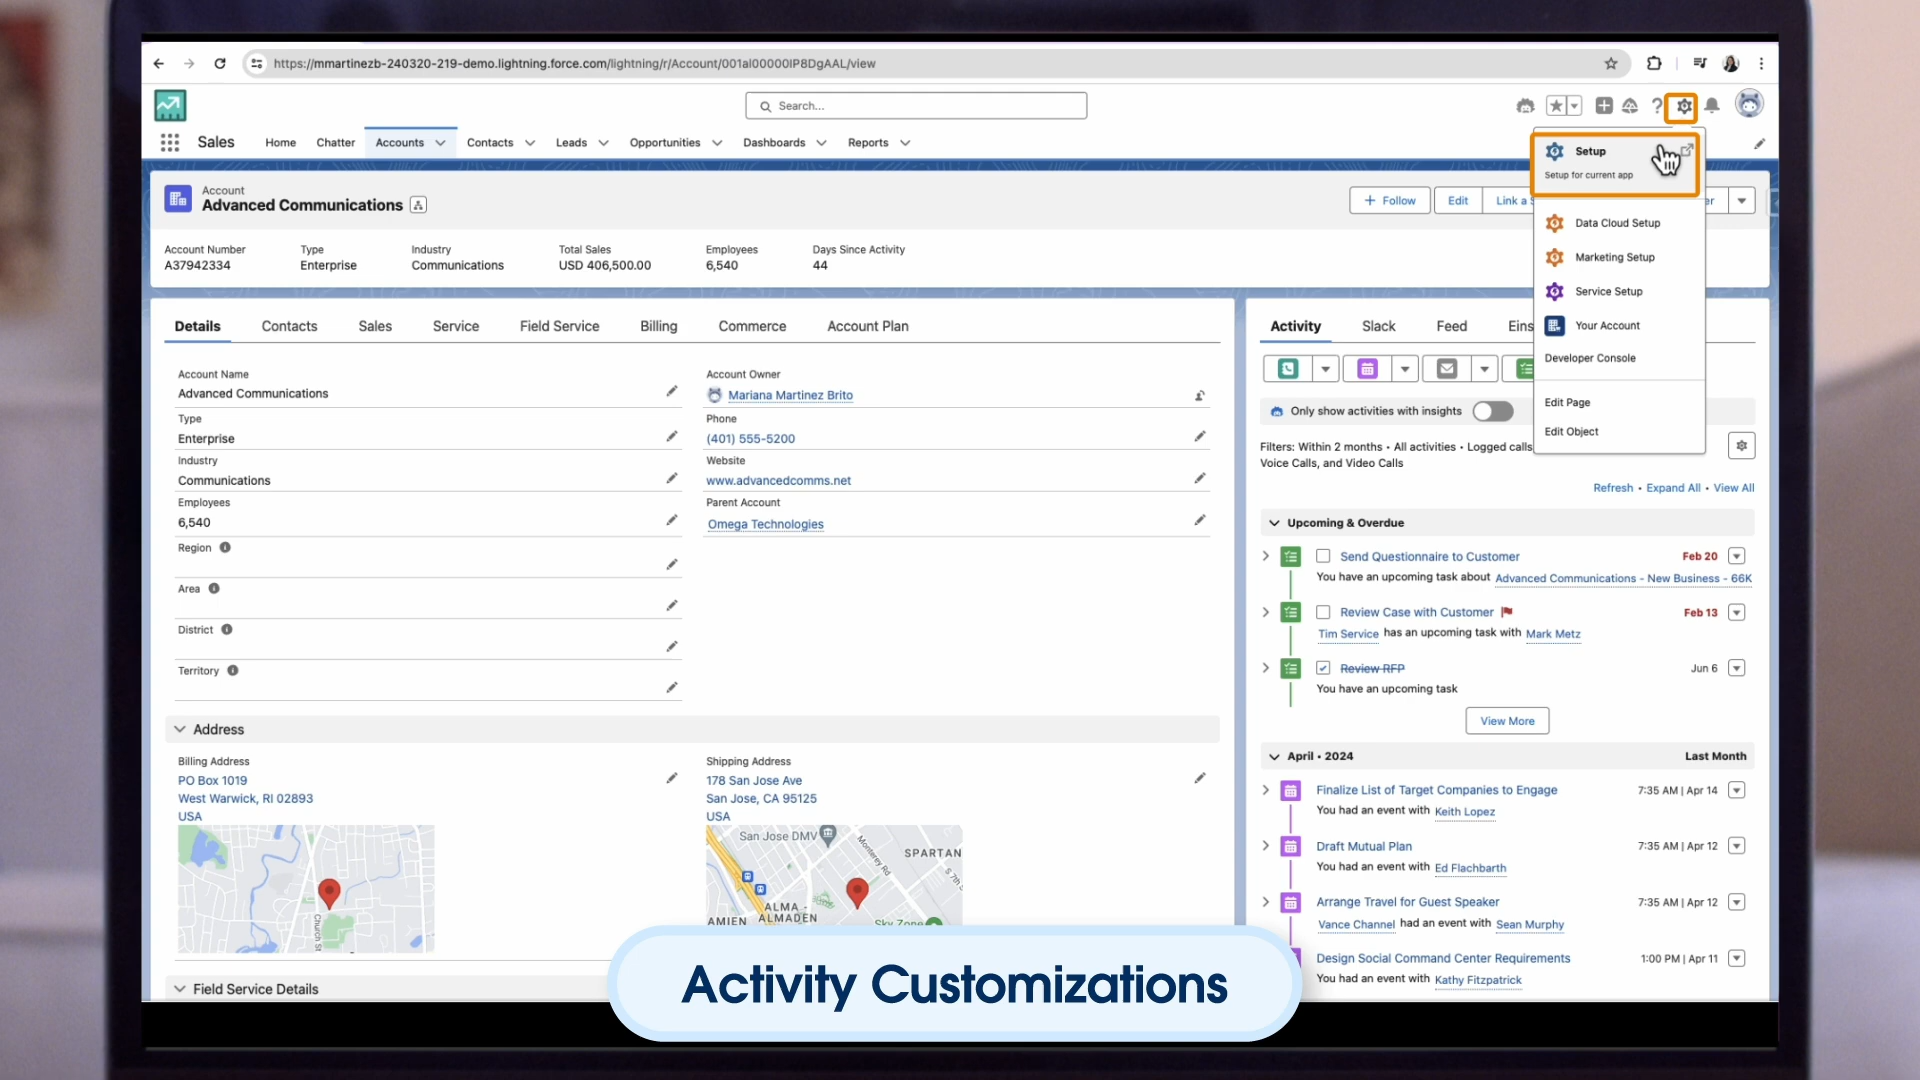 https://mmartinezb-240320-219-demo.lightning.force.com/lightning/r/Account/001al00000IP8DgAAL/view
Search...
Sales
Home
Chatter
Accounts
Contacts
Leads
Opportunities
Dashboards
Reports
Setup
Setup for current app
Data Cloud Setup
Marketing Setup
Service Setup
Your Account
Developer Console
Edit Page
Edit Object
Account
Advanced Communications
Follow
Edit
Link a
Account Number
A37942334
Type
Enterprise
Industry
Communications
Total Sales
USD 406,500.00
Employees
6,540
Days Since Activity
44
Details
Contacts
Sales
Service
Field Service
Billing
Commerce
Account Plan
Account Name
Advanced Communications
Type
Enterprise
Industry
Communications
Employees
6,540
Region
Area
District
Territory
Account Owner
Mariana Martinez Brito
Phone
(401) 555-5200
Website
www.advancedcomms.net
Parent Account
Omega Technologies
Address
Billing Address
PO Box 1019
West Warwick, RI 02893
USA
Church St
Shipping Address
178 San Jose Ave
San Jose, CA 95125
USA
San Jose DMV
Monterey Rd
SPARTAN
S 7th
ALMA -
ALMADEN
AMIEN
Sky Zone
Field Service Details
Activity
Slack
Feed
Eins
Only show activities with insights
Filters: Within 2 months • All activities • Logged calls
Voice Calls, and Video Calls
Refresh • Expand All • View All
Upcoming & Overdue
Send Questionnaire to Customer
Feb 20
You have an upcoming task about Advanced Communications - New Business - 66K
Review Case with Customer
Feb 13
Tim Service has an upcoming task with Mark Metz
Review RFP
Jun 6
You have an upcoming task
View More
April • 2024
Last Month
Finalize List of Target Companies to Engage
7:35 AM | Apr 14
You had an event with Keith Lopez
Draft Mutual Plan
7:35 AM | Apr 12
You had an event with Ed Flachbarth
Arrange Travel for Guest Speaker
7:35 AM | Apr 12
Vance Channel had an event with Sean Murphy
Design Social Command Center Requirements
1:00 PM | Apr 11
You had an event with Kathy Fitzpatrick
Activity Customizations